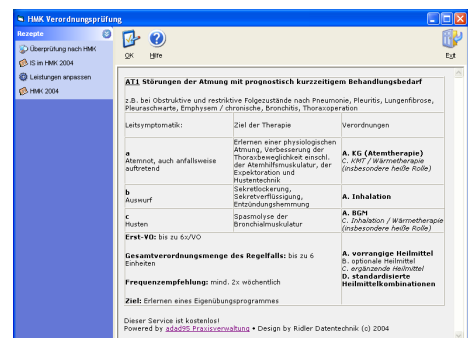 HMK Verordnungsprüfung
Rezepte
Überprüfung nach HMK
IS im HMK 2004
Leistungen anpassen
HMK 2004
OK
Hilfe
Exit
AT1 Störungen der Atmung mit prognostisch kurzzeitigem Behandlungsbedarf
z.B. bei Obstruktive und restriktive Folgezustände nach Pneumonie, Pleuritis, Lungenfibrose,
Pleuraschwarte, Emphysem / chronische, Bronchitis, Thoraxoperation
Leitsymptomatik:
Ziel der Therapie
Verordnungen
a
Atemnot, auch anfallsweise
auftretend
Erlernen einer physiologischen
Atmung, Verbesserung der
Thoraxbeweglichkeit einschl.
der Atemhilfsmuskulatur, der
Expektoration und
Hustentechnik
A. KG (Atemtherapie)
C. KMT / Wärmetherapie
(insbesondere heiße Rolle)
b
Auswurf
Sekretlockerung,
Sekretverflüssigung,
Entzündungshemmung
A. Inhalation
c
Husten
Spasmolyse der
Bronchialmuskulatur
A. BGM
C. Inhalation / Wärmetherapie
(insbesondere heiße Rolle)
Erst-VO: bis zu 6x/VO
Gesamtverordnungsmenge des Regelfalls: bis zu 6
Einheiten
Frequenzempfehlung: mind. 2x wöchentlich
Ziel: Erlernen eines Eigenübungsprogrammes
A. vorrangige Heilmittel
B. optionale Heilmittel
C. ergänzende Heilmittel
D. standardisierte
Heilmittelkombinationen
Dieser Service ist kostenlos!
Powered by adad95 Praxisverwaltung • Design by Ridler Datentechnik (c) 2004